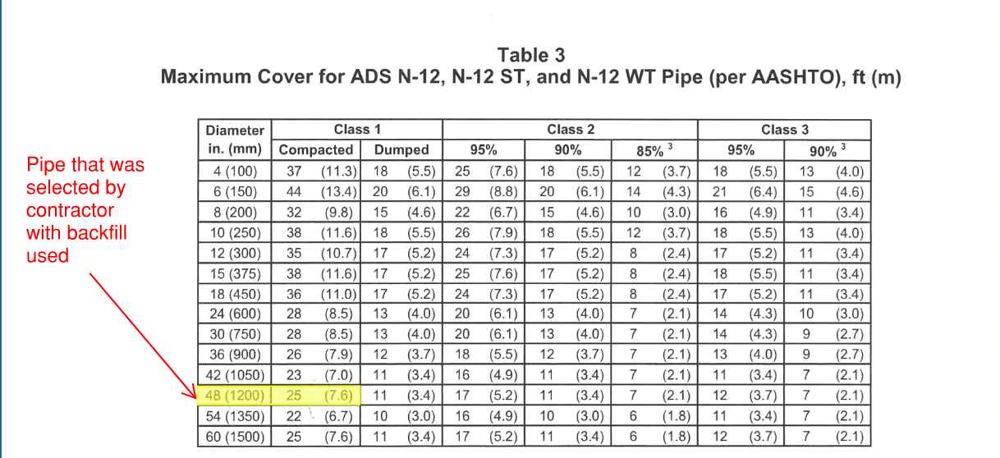 Table 3
Maximum Cover for ADS N-12, N-12 ST, and N-12 WT Pipe (per AASHTO), ft (m)
Pipe that was
selected by
contractor
with backfill
used
Diameter Class 1 Class 2 Class 3
in. (mm) Compacted Dumped 95% 90% 85% 3 95% 90% 3
4 (100) 37 (11.3) 18 (5.5) 25 (7.6) 18 (5.5) 12 (3.7) 18 (5.5) 13 (4.0)
6 (150) 44 (13.4) 20 (6.1) 29 (8.8) 20 (6.1) 14 (4.3) 21 (6.4) 15 (4.6)
8 (200) 32 (9.8) 15 (4.6) 22 (6.7) 15 (4.6) 10 (3.0) 16 (4.9) 11 (3.4)
10 (250) 38 (11.6) 18 (5.5) 26 (7.9) 18 (5.5) 12 (3.7) 18 (5.5) 13 (4.0)
12 (300) 35 (10.7) 17 (5.2) 24 (7.3) 17 (5.2) 8 (2.4) 17 (5.2) 11 (3.4)
15 (375) 38 (11.6) 17 (5.2) 25 (7.6) 17 (5.2) 8 (2.4) 18 (5.5) 11 (3.4)
18 (450) 36 (11.0) 17 (5.2) 24 (7.3) 17 (5.2) 8 (2.4) 17 (5.2) 11 (3.4)
24 (600) 28 (8.5) 13 (4.0) 20 (6.1) 13 (4.0) 7 (2.1) 14 (4.3) 10 (3.0)
30 (750) 28 (8.5) 13 (4.0) 20 (6.1) 13 (4.0) 7 (2.1) 14 (4.3) 9 (2.7)
36 (900) 26 (7.9) 12 (3.7) 18 (5.5) 12 (3.7) 7 (2.1) 13 (4.0) 9 (2.7)
42 (1050) 23 (7.0) 11 (3.4) 16 (4.9) 11 (3.4) 7 (2.1) 11 (3.4) 7 (2.1)
48 (1200) 25 (7.6) 11 (3.4) 17 (5.2) 11 (3.4) 7 (2.1) 12 (3.7) 7 (2.1)
54 (1350) 22 (6.7) 10 (3.0) 16 (4.9) 10 (3.0) 6 (1.8) 11 (3.4) 7 (2.1)
60 (1500) 25 (7.6) 11 (3.4) 17 (5.2) 11 (3.4) 6 (1.8) 12 (3.7) 7 (2.1)